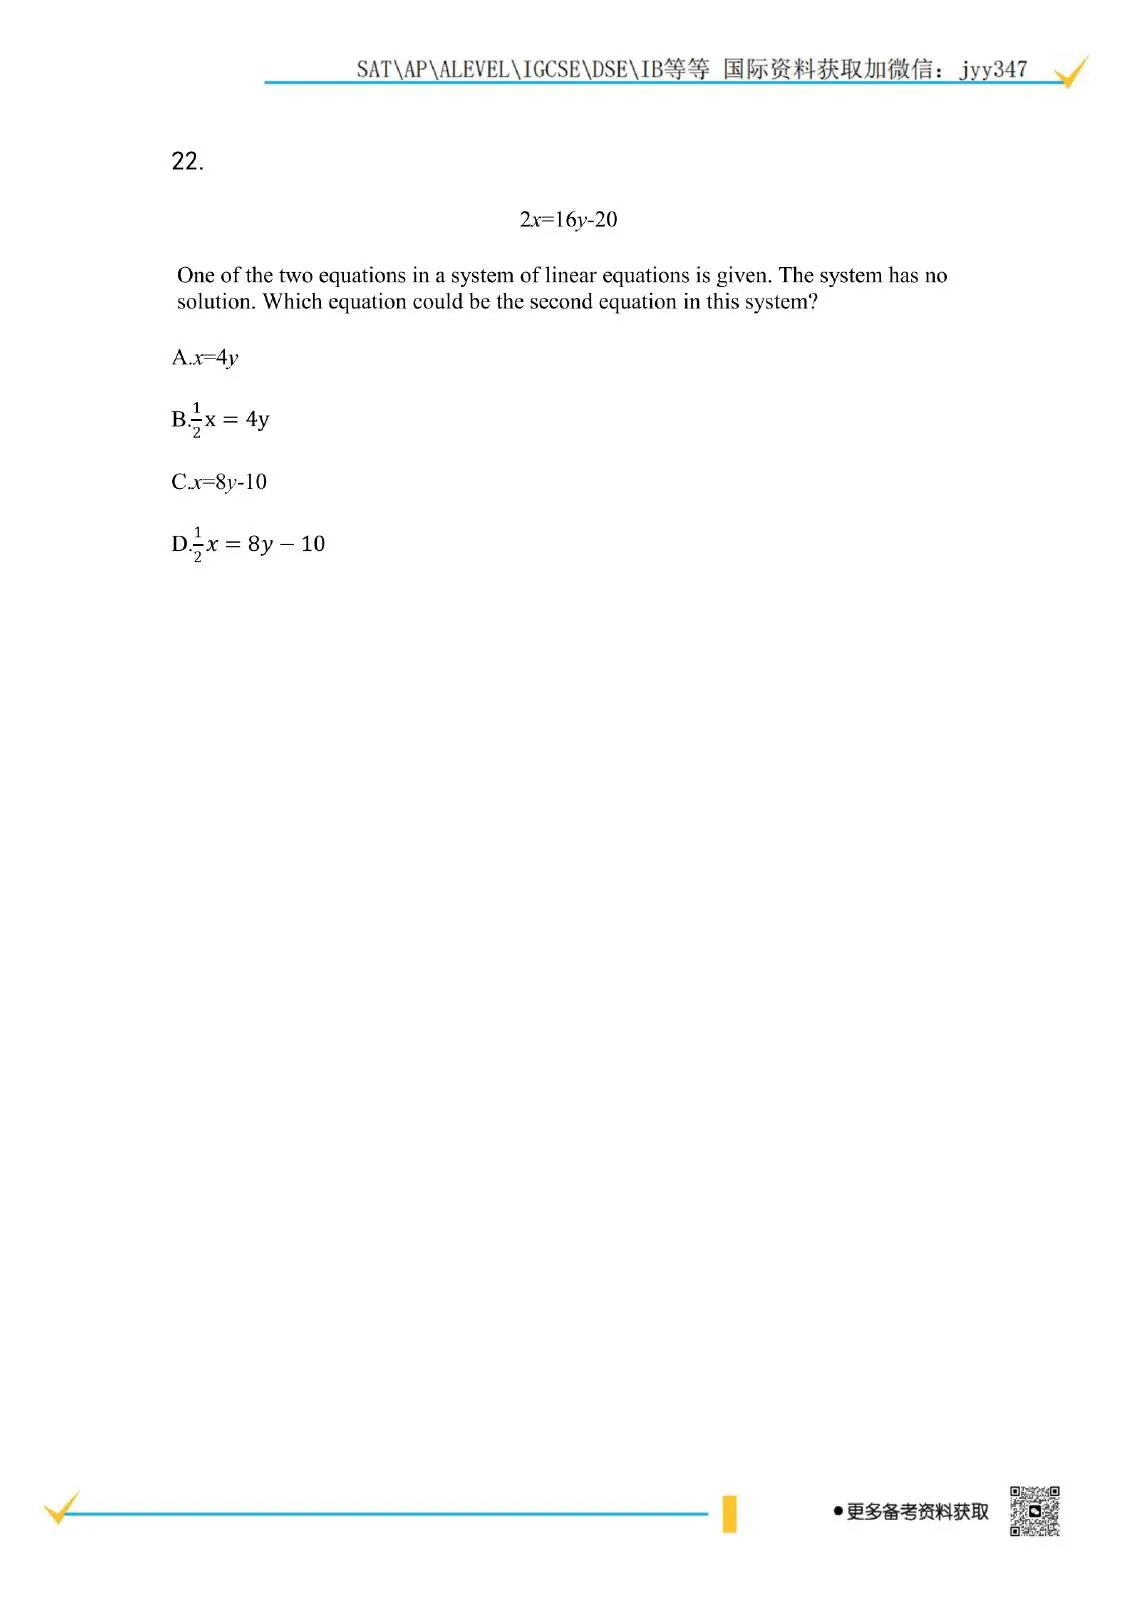 SAT\AP\ALEVEL\IGCSE\DSE\IB等等 国际资料获取加微信：jyy347
22.
2x=16y-20
One of the two equations in a system of linear equations is given. The system has no
solution. Which equation could be the second equation in this system?
A.x=4y
B.½x = 4y
C.x=8y-10
D.½x = 8y − 10
●更多备考资料获取